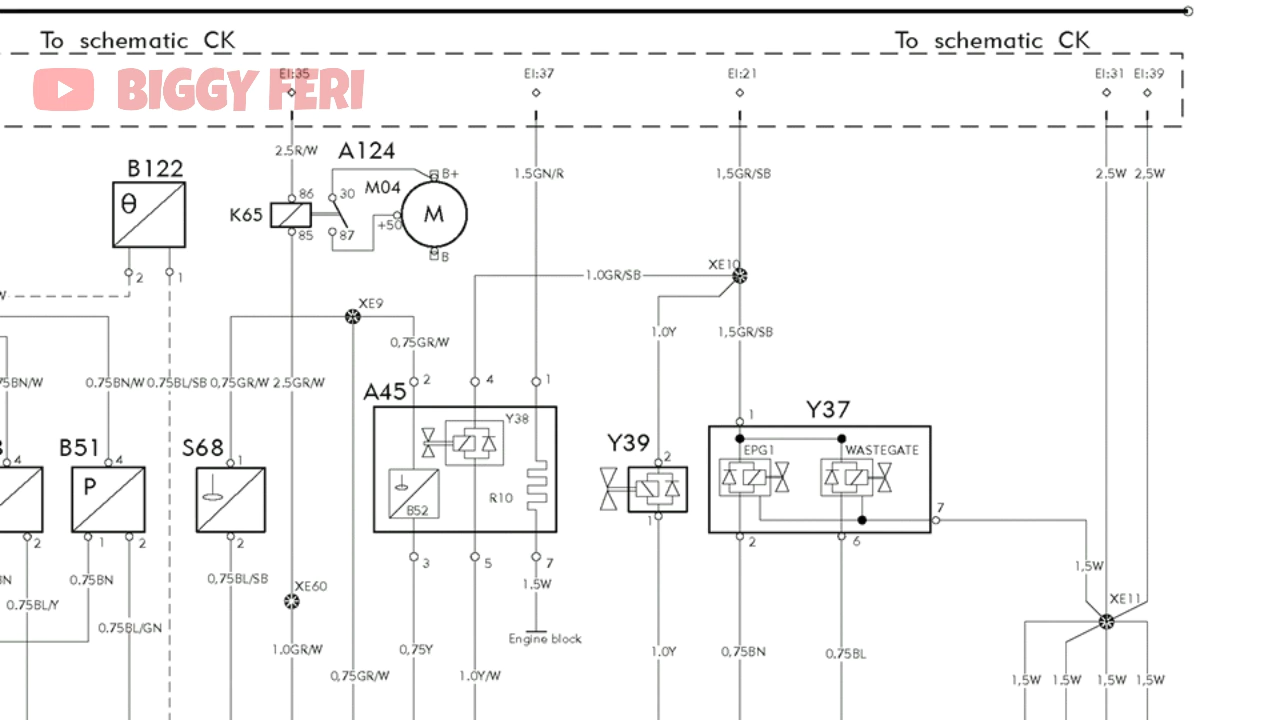 To schematic CK
To schematic CK
BIGGY FERI
EI:35
EI:37
EI:21
EI:31
EI:39
2.5R/W
A124
B122
θ
86
30
M04
B+
1.5GN/R
1,5GR/SB
2.5W
2,5W
K65
M
+50
85
87
B
2
1
XE10
1.0GR/SB
W
XE9
0,75GR/W
1.0Y
1,5GR/SB
75BN/W
0.75BN/W
0.75BL/SB
0,75GR/W
2.5GR/W
A45
2
4
1
Y38
Y37
1
B51
S68
Y39
EPG1
WASTEGATE
4
4
1
2
P
R10
B52
1
7
2
1
2
2
3
5
7
2
6
BN
0.75BN
0,75BL/SB
XE60
1.5W
1,5W
0.75BL/Y
XE11
0.75BL/GN
Engine block
1.0GR/W
0,75Y
1.0Y
0,75BN
0.75BL
0,75GR/W
1.0Y/W
1,5W
1.5W
1,5W
1,5W